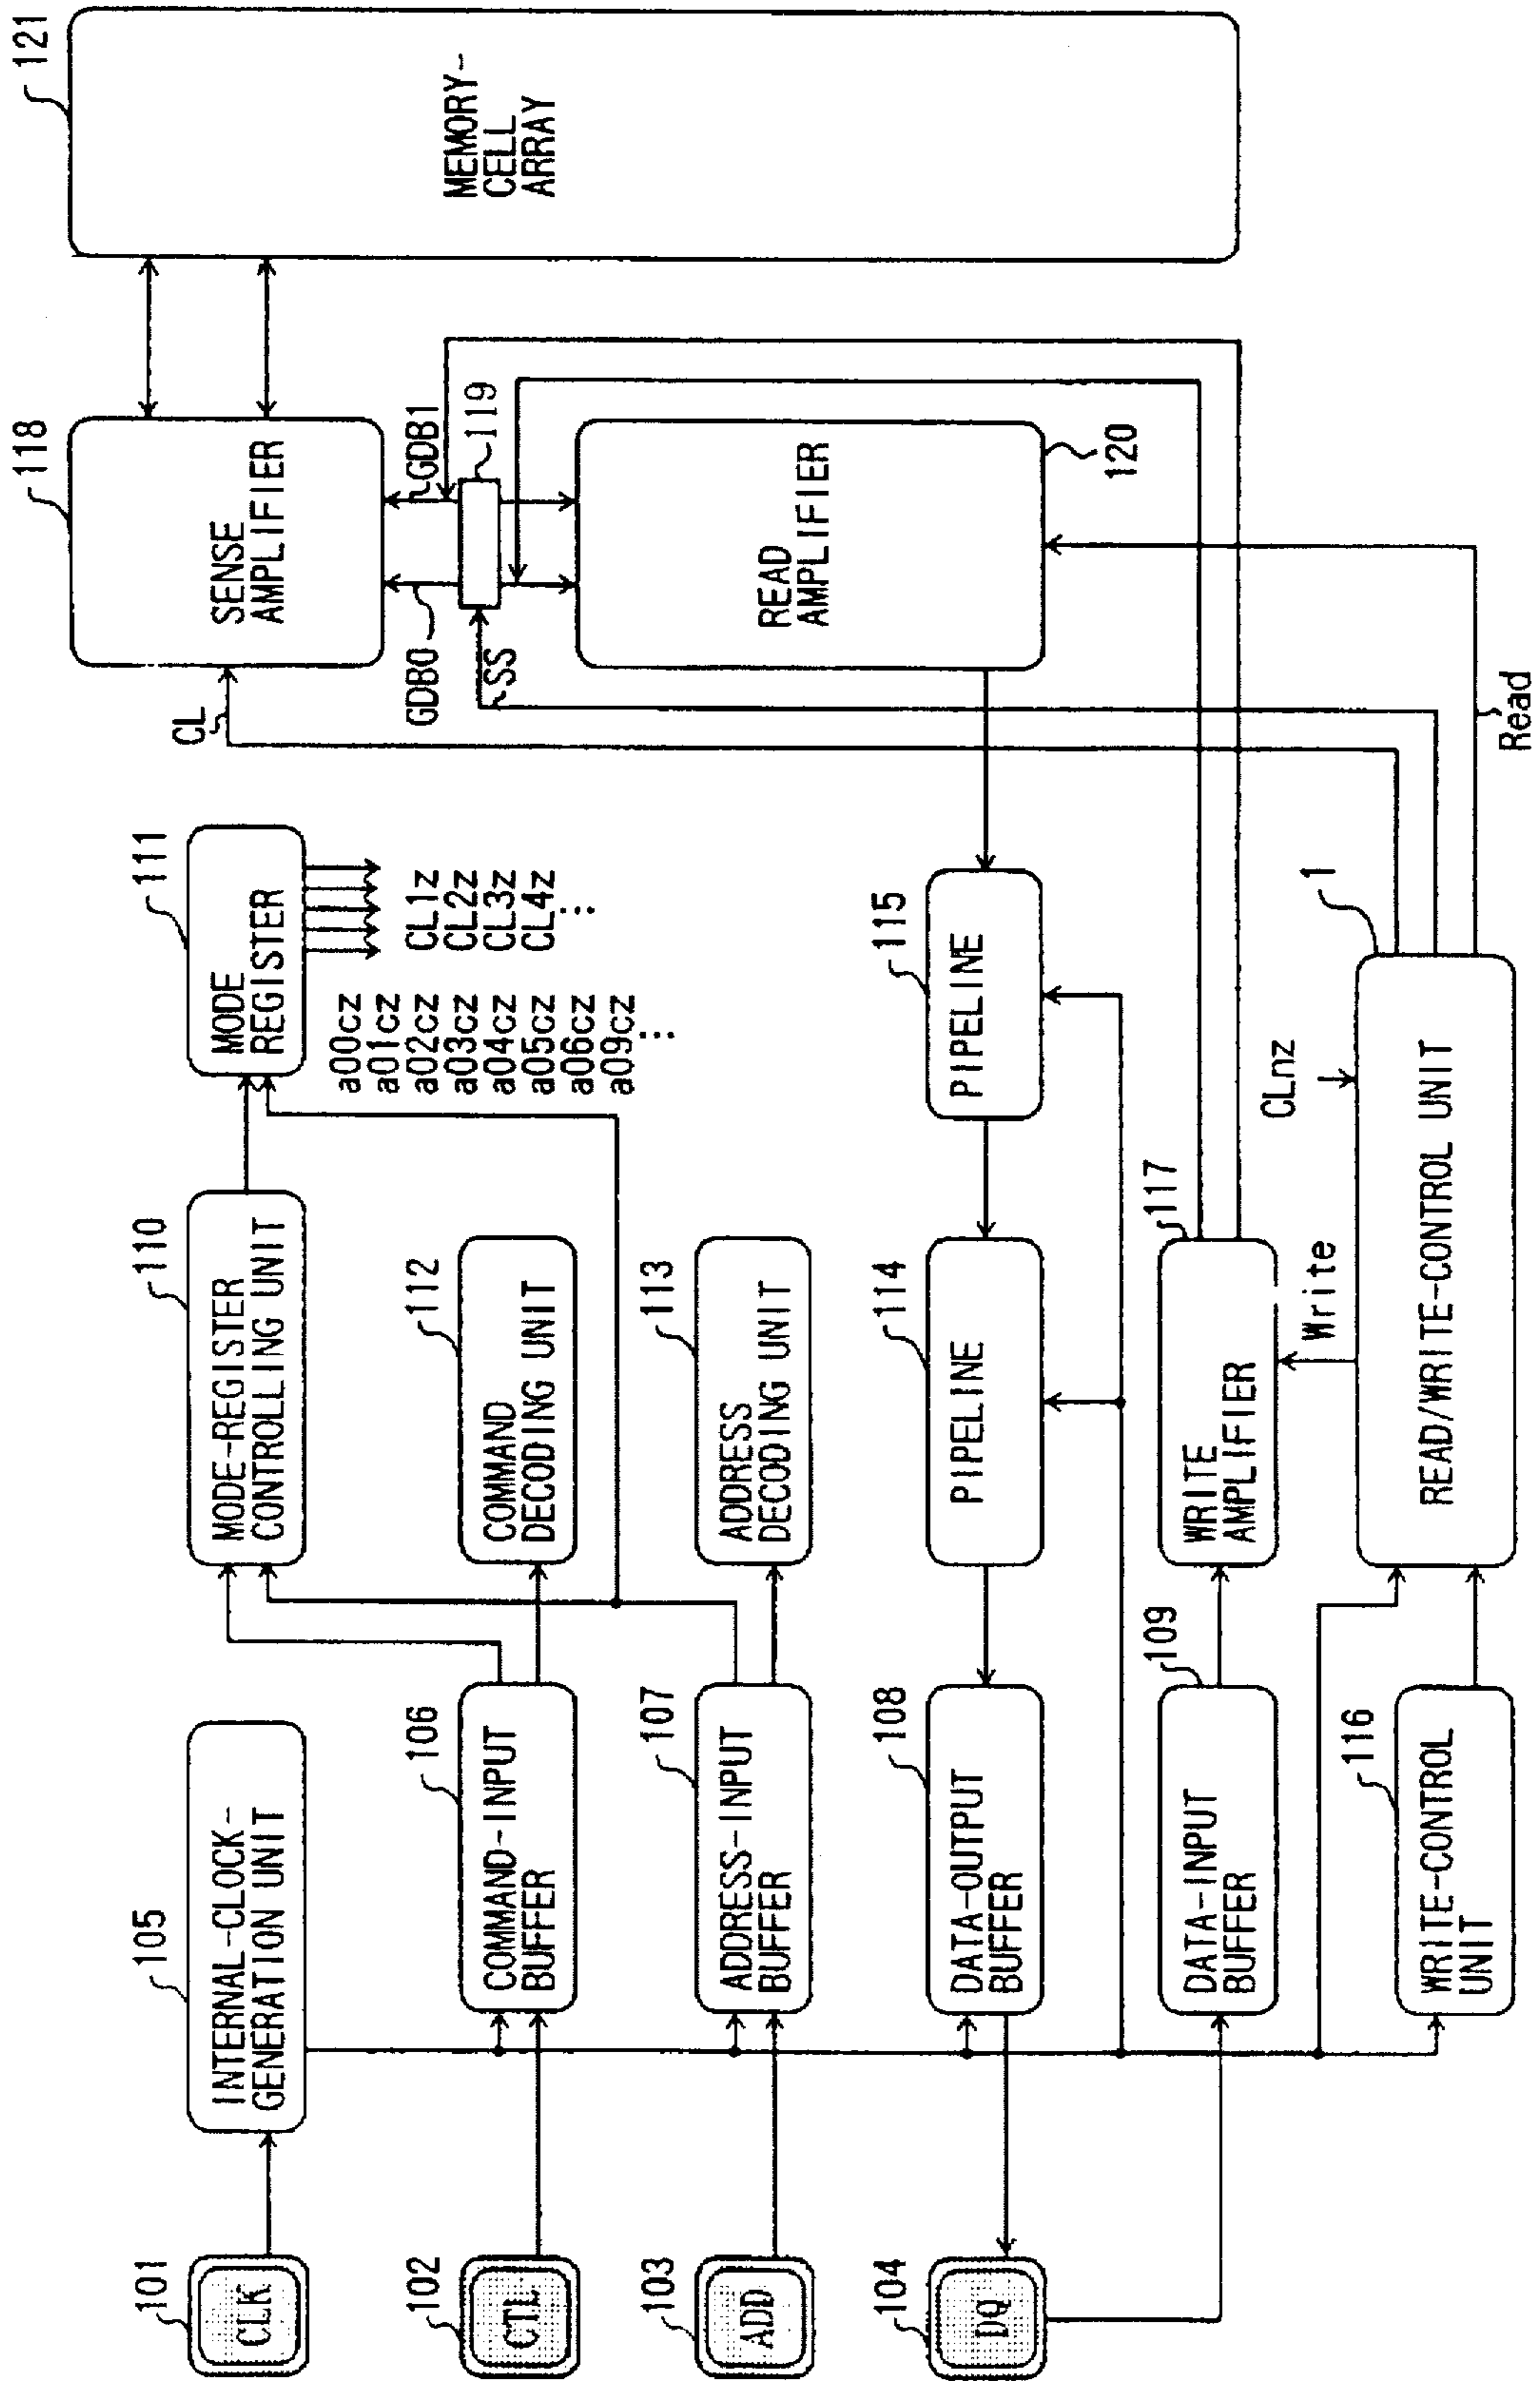 101
CLK
102
CTL
103
ADD
104
DQ
105
INTERNAL-CLOCK-
GENERATION UNIT
106
COMMAND-INPUT
BUFFER
107
ADDRESS-INPUT
BUFFER
108
DATA-OUTPUT
BUFFER
109
DATA-INPUT
BUFFER
116
WRITE-CONTROL
UNIT
110
MODE-REGISTER
CONTROLLING UNIT
112
COMMAND
DECODING UNIT
113
ADDRESS
DECODING UNIT
114
PIPELINE
117
WRITE
AMPLIFIER
Write
CLnz
1
READ/WRITE-CONTROL UNIT
111
MODE
REGISTER
a00cz
a01cz
a02cz CL1z
a03cz CL2z
a04cz CL3z
a05cz CL4z
a06cz ...
a09cz
...
115
PIPELINE
CL
118
SENSE
AMPLIFIER
GDB0
GDB1
SS
119
READ
AMPLIFIER
120
Read
121
MEMORY-
CELL
ARRAY